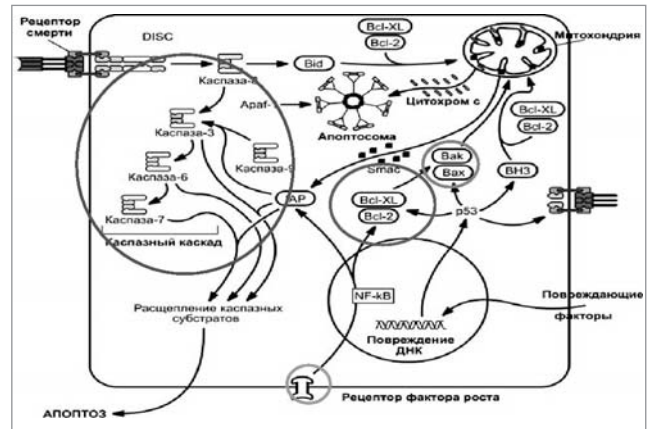 Рецептор
смерти
DISC
Каспаза-8
Bid
Bcl-XL
Bcl-2
Митохондрия
Цитохром с
Apaf-1
Апоптосома
Каспаза-3
Каспаза-9
Каспаза-6
Каспаза-7
Каспазный каскад
Smac
Bak
Bax
Bcl-XL
Bcl-2
BH3
IAP
Bcl-XL
Bcl-2
p53
NF-kB
Расщепление каспазных
субстратов
Повреждение
ДНК
Повреждающие
факторы
Рецептор фактора роста
АПОПТОЗ